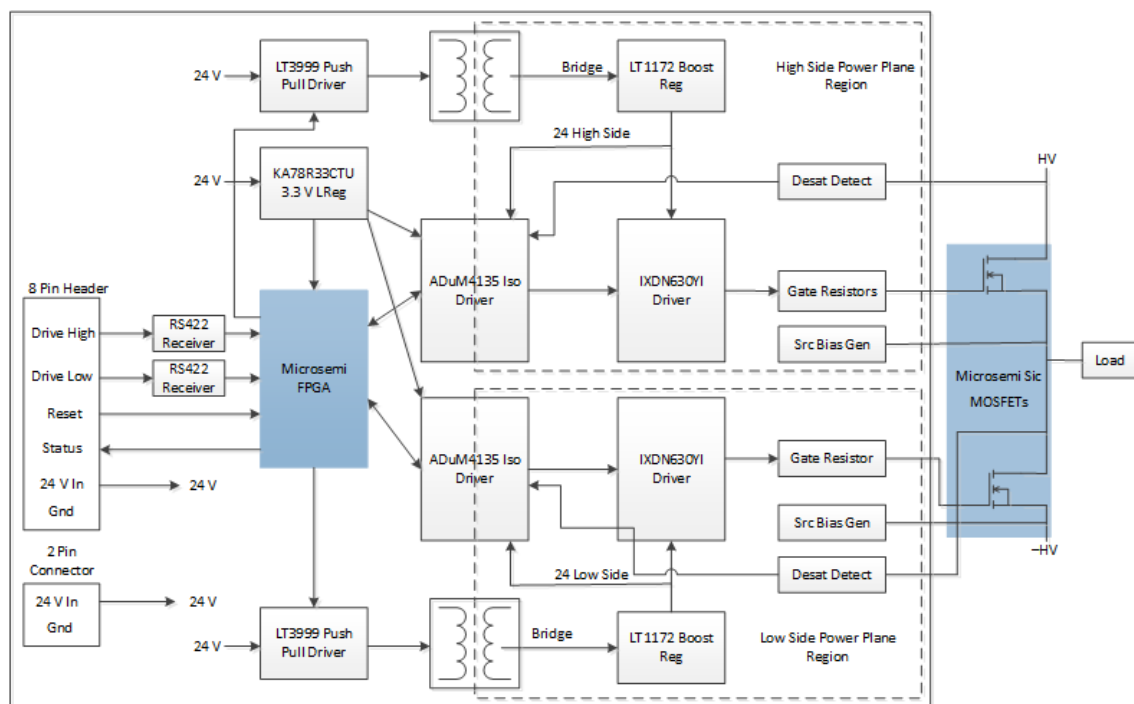 24 V
LT3999 Push
Pull Driver
Bridge
LT1172 Boost
Reg
High Side Power Plane
Region
24 High Side
24 V
KA78R33CTU
3.3 V LReg
Desat Detect
HV
ADuM4135 Iso
Driver
IXDN630YI
Driver
Gate Resistors
Src Bias Gen
8 Pin Header
Drive High
RS422
Receiver
Drive Low
RS422
Receiver
Reset
Status
24 V In
Gnd
24 V
Microsemi
FPGA
Microsemi Sic
MOSFETs
Load
ADuM4135 Iso
Driver
IXDN630YI
Driver
Gate Resistor
Src Bias Gen
–HV
Desat Detect
24 Low Side
2 Pin
Connector
24 V In
Gnd
24 V
24 V
LT3999 Push
Pull Driver
Bridge
LT1172 Boost
Reg
Low Side Power Plane
Region